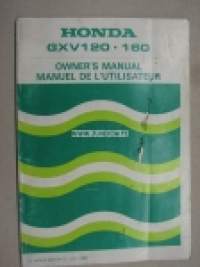 HONDA
GXV120 · 160
OWNER'S MANUAL
MANUEL DE L'UTILISATEUR